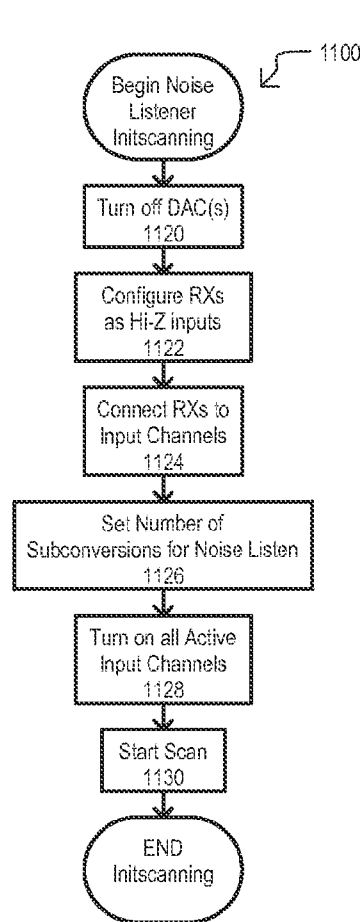 1100
Begin Noise
Listener
Initscanning
Turn off DAC(s)
1120
Configure RXs
as Hi-Z inputs
1122
Connect RXs to
Input Channels
1124
Set Number of
Subconversions for Noise Listen
1126
Turn on all Active
Input Channels
1128
Start Scan
1130
END
Initscanning